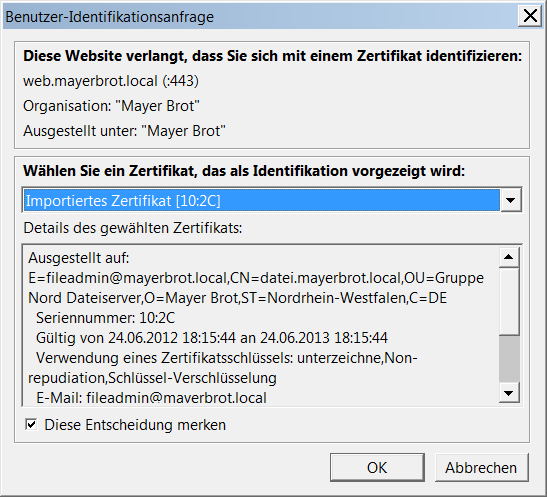 Benutzer-Identifikationsanfrage
Diese Website verlangt, dass Sie sich mit einem Zertifikat identifizieren:
web.mayerbrot.local (:443)
Organisation: "Mayer Brot"
Ausgestellt unter: "Mayer Brot"
Wählen Sie ein Zertifikat, das als Identifikation vorgezeigt wird:
Importiertes Zertifikat [10:2C]
Details des gewählten Zertifikats:
Ausgestellt auf:
E=fileadmin@mayerbrot.local,CN=datei.mayerbrot.local,OU=Gruppe
Nord Dateiserver,O=Mayer Brot,ST=Nordrhein-Westfalen,C=DE
Seriennummer: 10:2C
Gültig von 24.06.2012 18:15:44 an 24.06.2013 18:15:44
Verwendung eines Zertifikatsschlüssels: unterzeichne,Non-
repudiation,Schlüssel-Verschlüsselung
E-Mail: fileadmin@mayerbrot.local
Diese Entscheidung merken
OK
Abbrechen